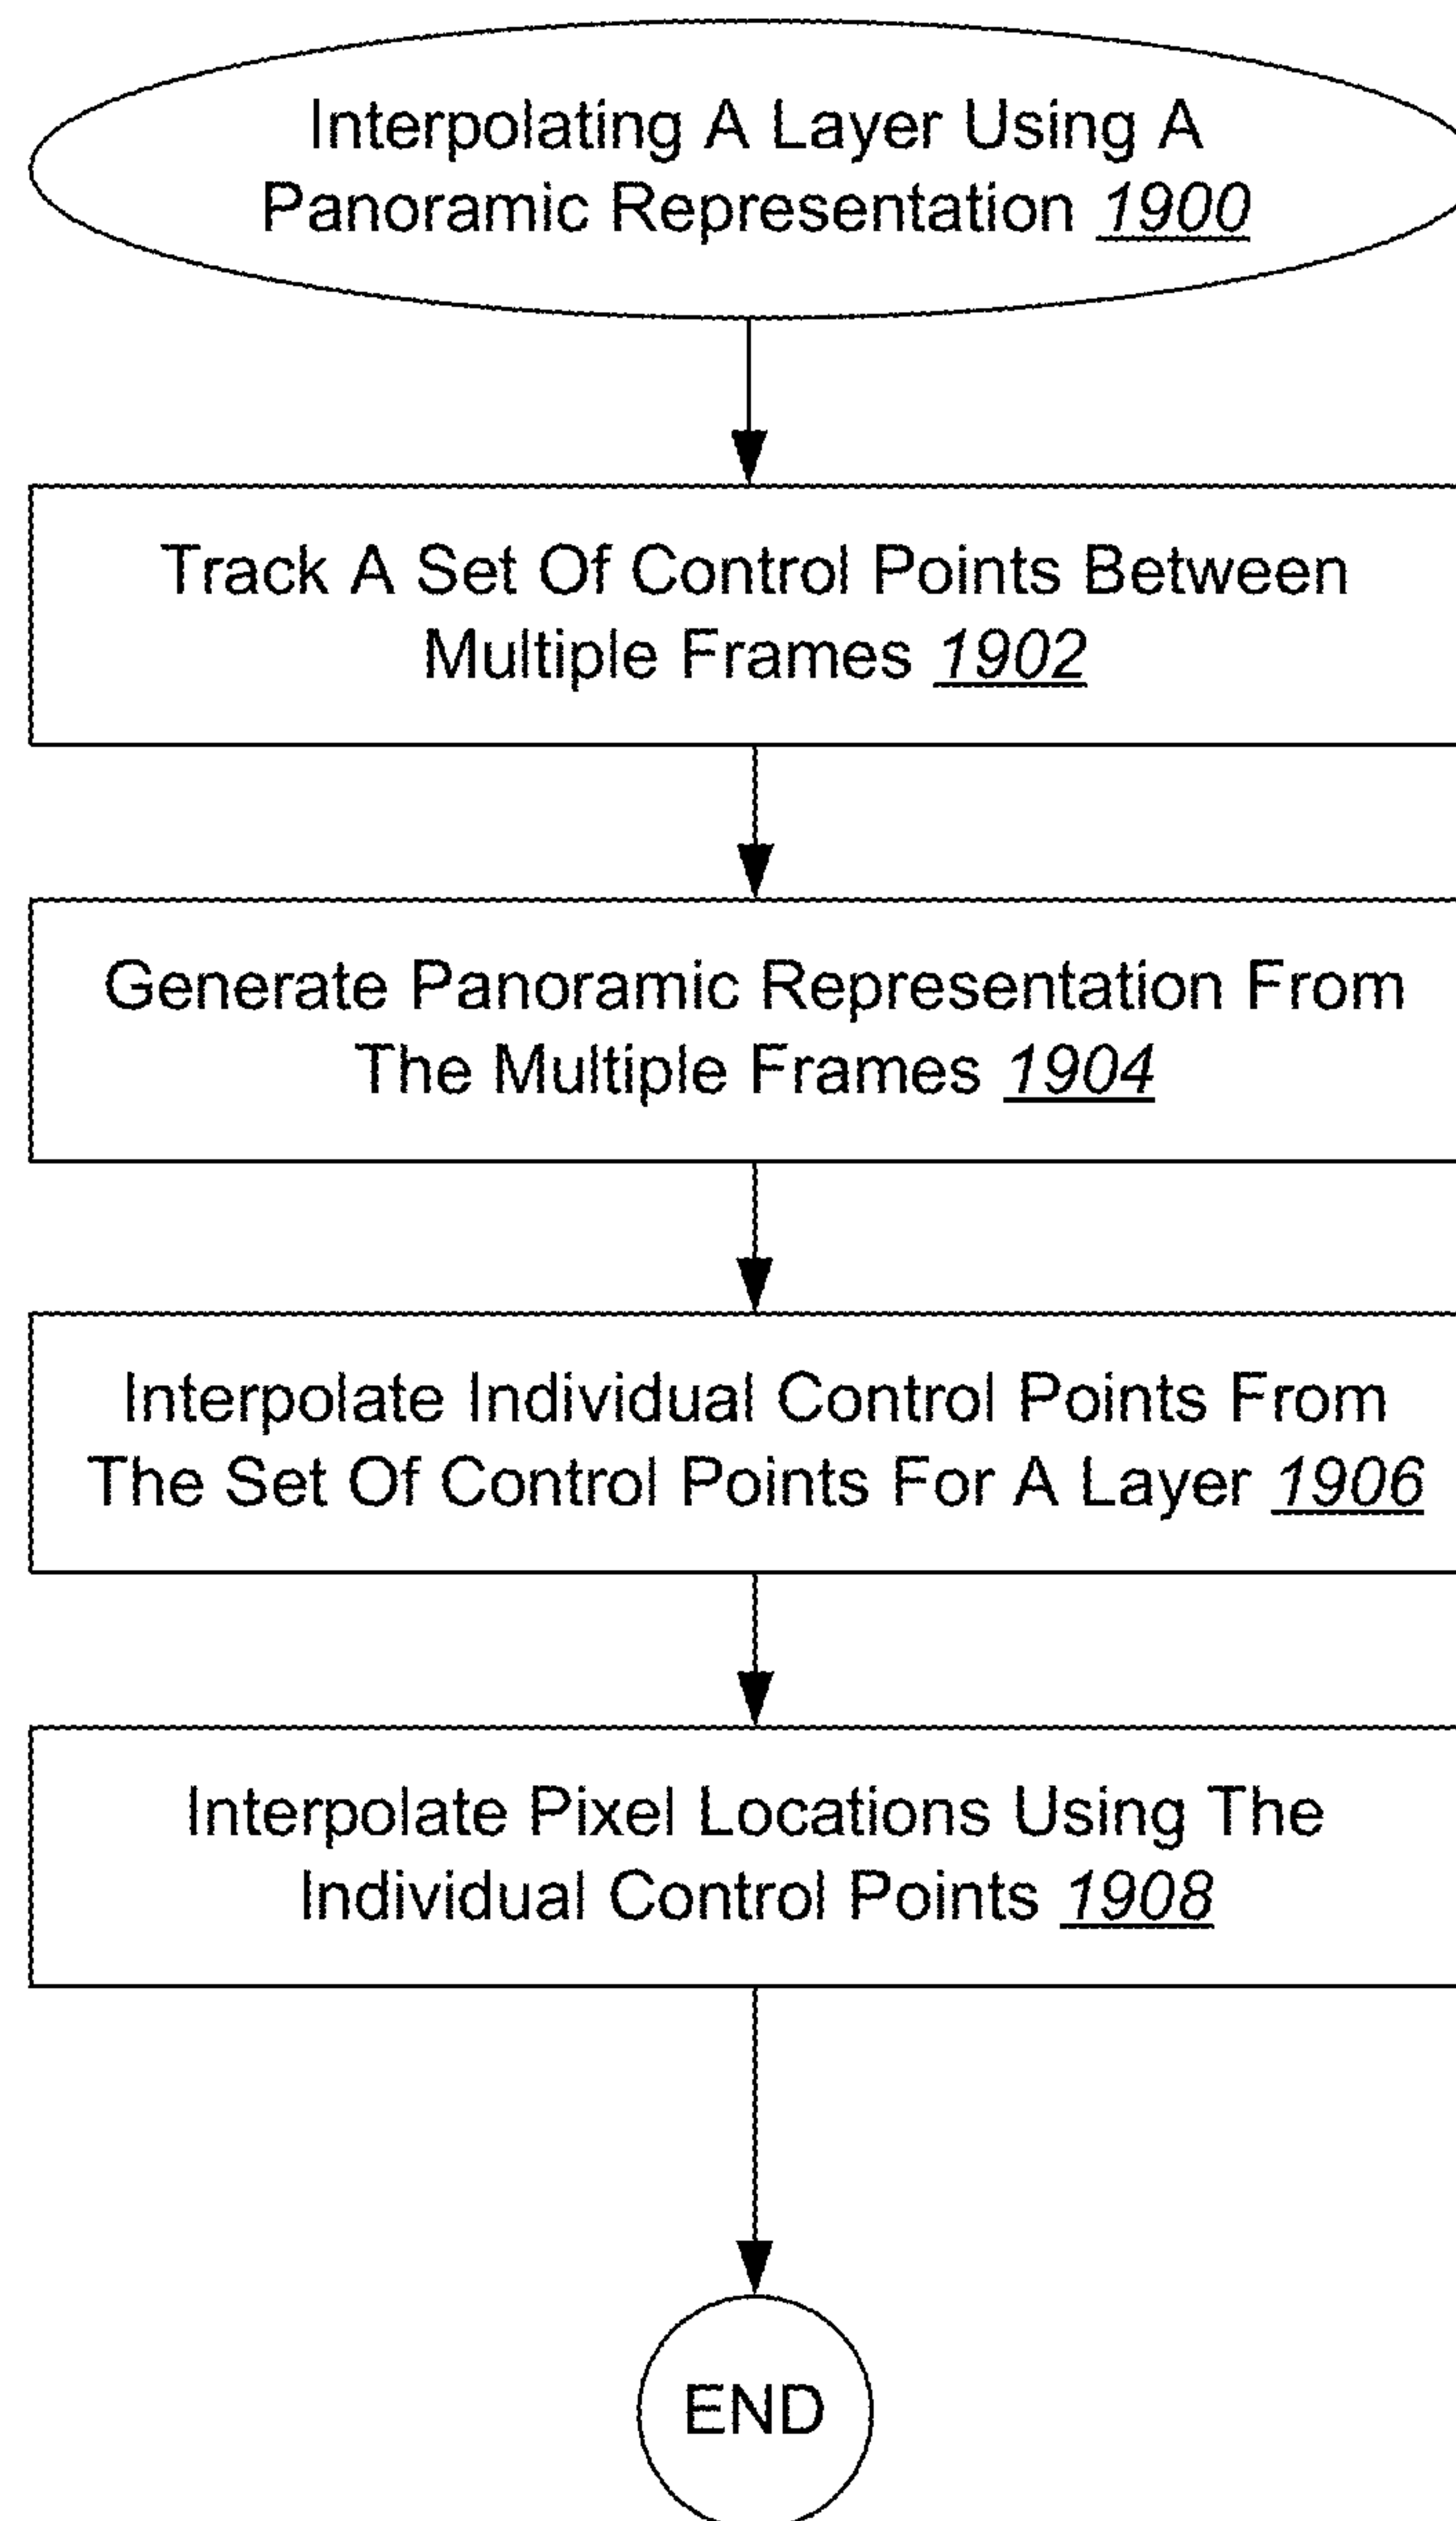 Interpolating A Layer Using A
Panoramic Representation 1900
Track A Set Of Control Points Between
Multiple Frames 1902
Generate Panoramic Representation From
The Multiple Frames 1904
Interpolate Individual Control Points From
The Set Of Control Points For A Layer 1906
Interpolate Pixel Locations Using The
Individual Control Points 1908
END